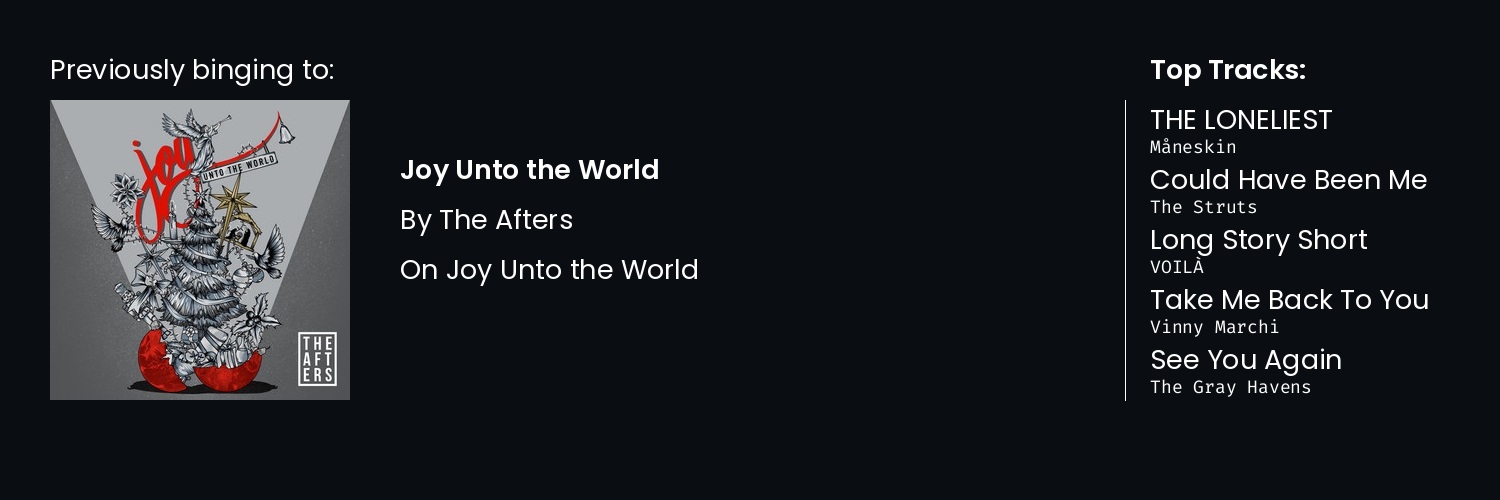 Previously binging to:
joy
UNTO THE WORLD
THE
AFT
ERS
Joy Unto the World
By The Afters
On Joy Unto the World
Top Tracks:
THE LONELIEST
Måneskin
Could Have Been Me
The Struts
Long Story Short
VOILÀ
Take Me Back To You
Vinny Marchi
See You Again
The Gray Havens